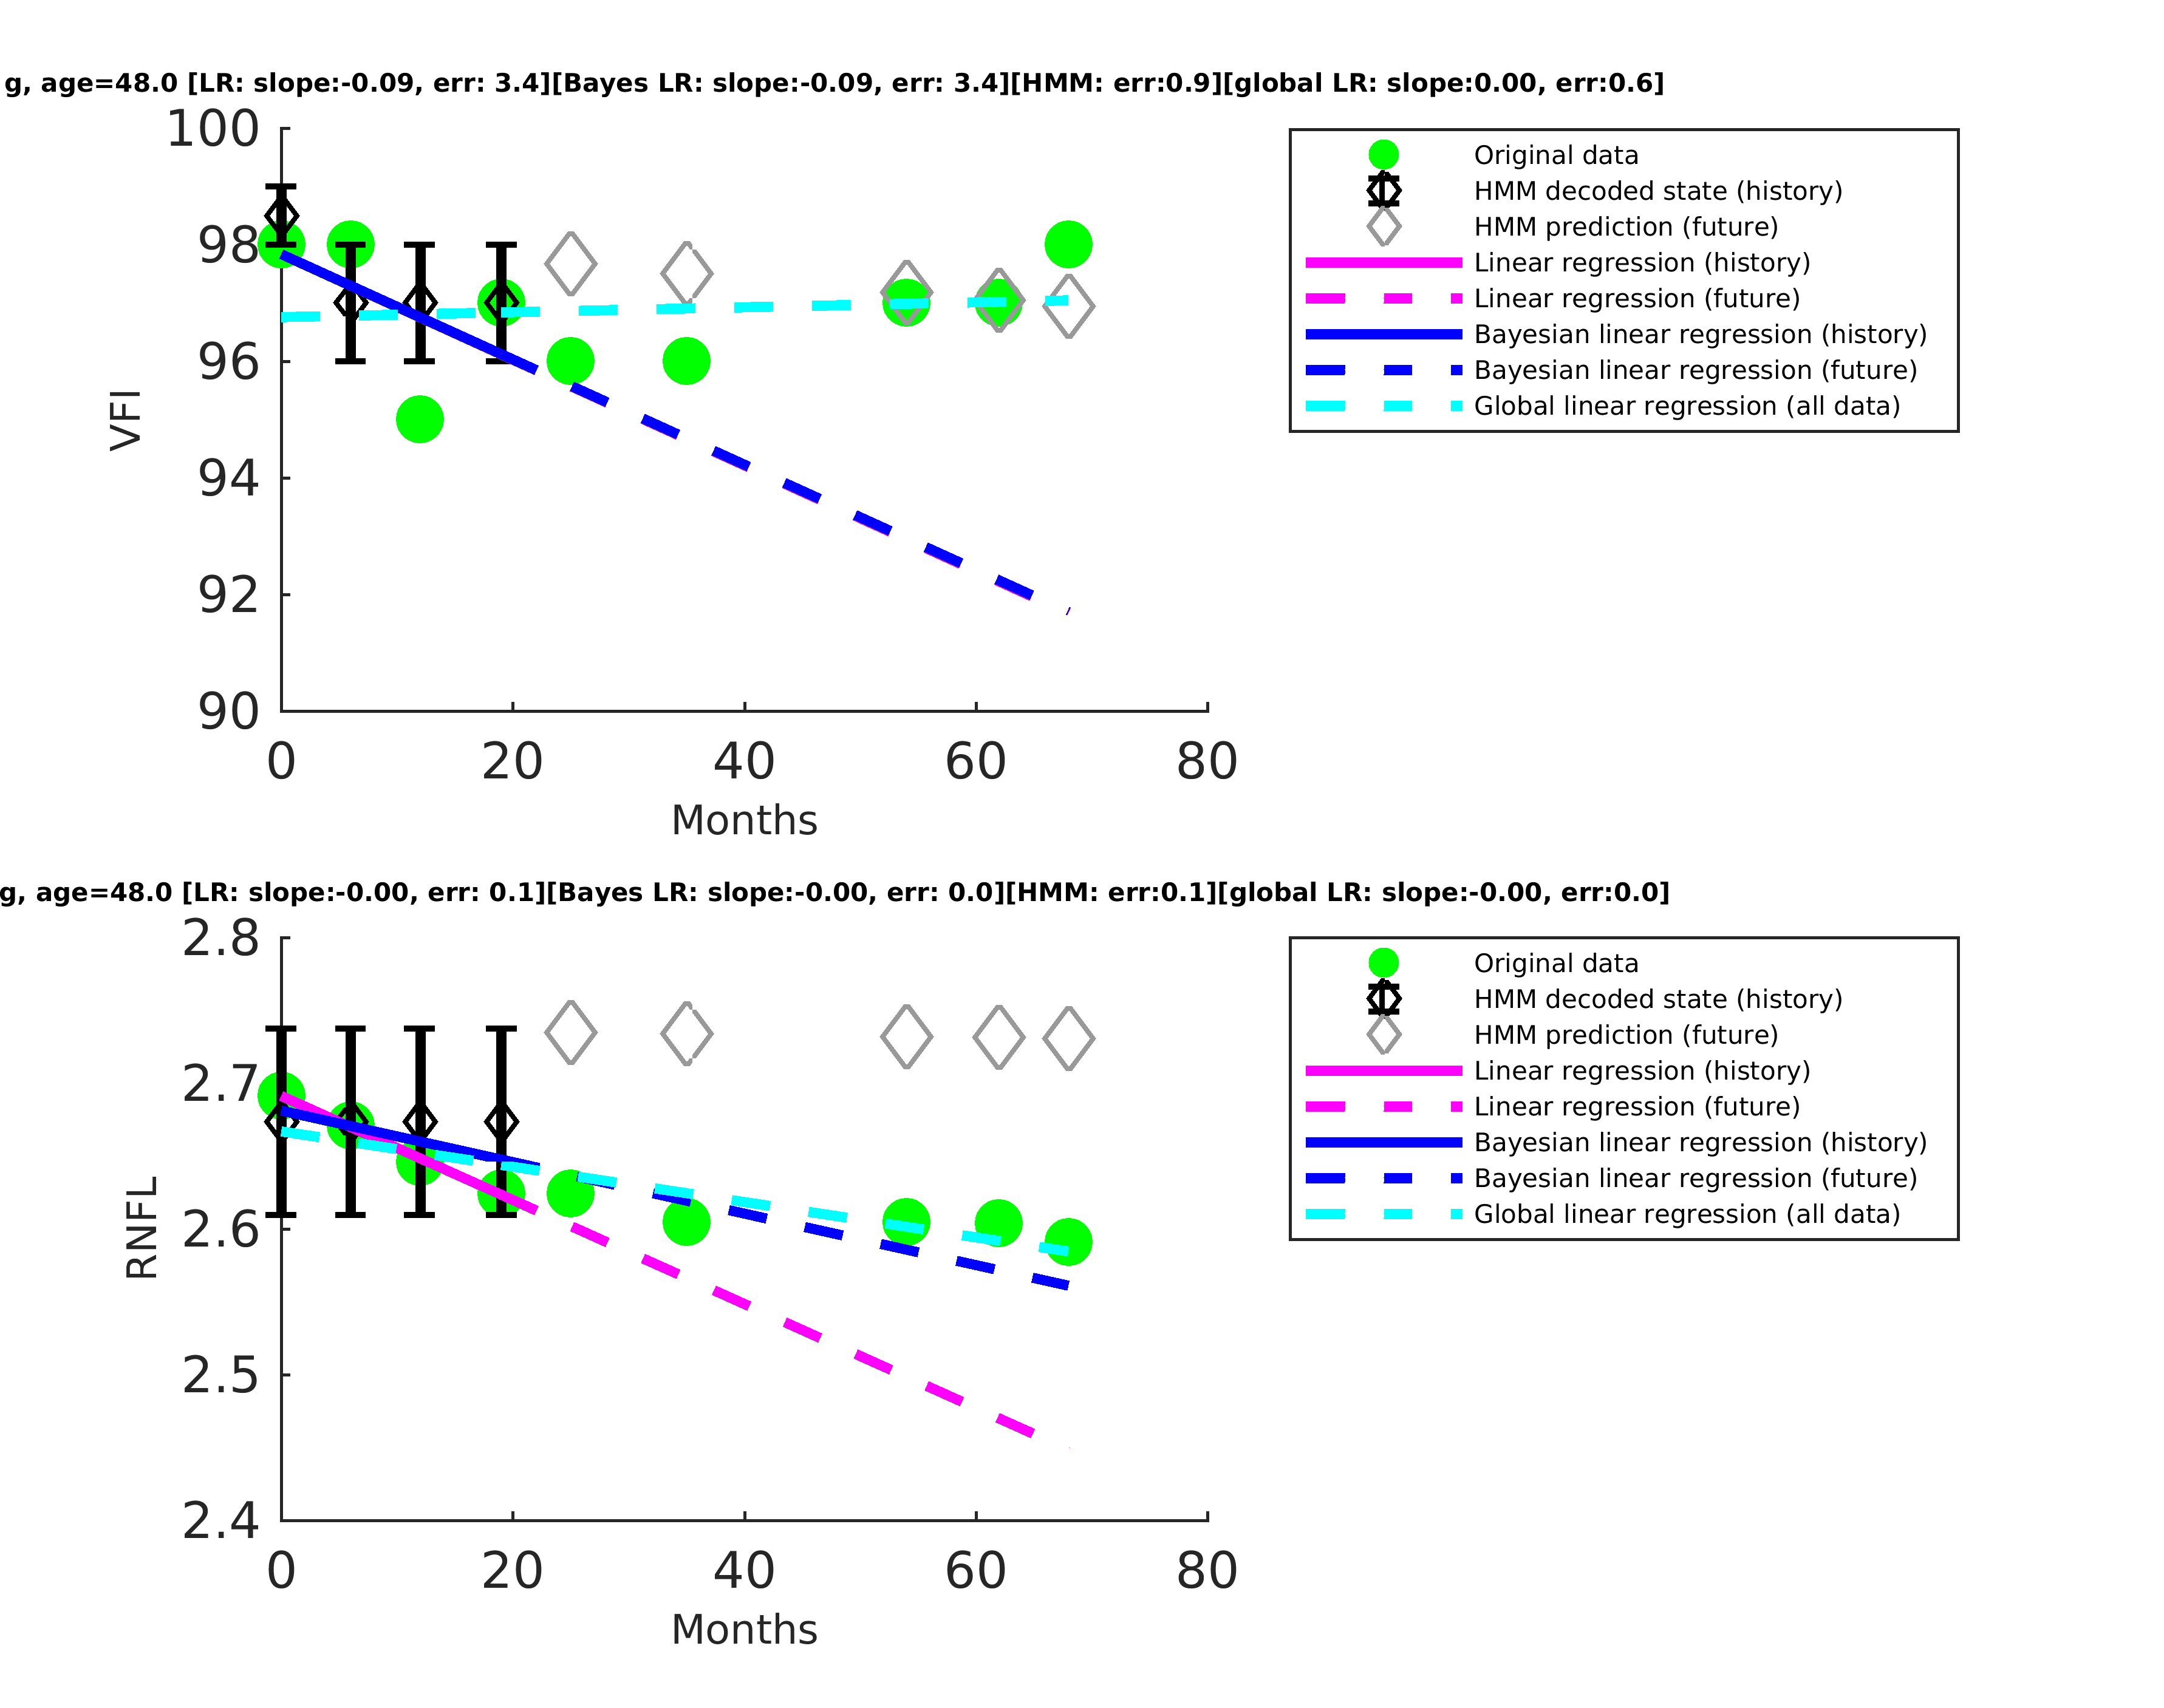 g, age=48.0 [LR: slope:-0.09, err: 3.4][Bayes LR: slope:-0.09, err: 3.4][HMM: err:0.9][global LR: slope:0.00, err:0.6]
100
98
96
94
92
90
VFI
0 20 40 60 80
Months
Original data
HMM decoded state (history)
HMM prediction (future)
Linear regression (history)
Linear regression (future)
Bayesian linear regression (history)
Bayesian linear regression (future)
Global linear regression (all data)
g, age=48.0 [LR: slope:-0.00, err: 0.1][Bayes LR: slope:-0.00, err: 0.0][HMM: err:0.1][global LR: slope:-0.00, err:0.0]
2.8
2.7
2.6
2.5
2.4
RNFL
0 20 40 60 80
Months
Original data
HMM decoded state (history)
HMM prediction (future)
Linear regression (history)
Linear regression (future)
Bayesian linear regression (history)
Bayesian linear regression (future)
Global linear regression (all data)